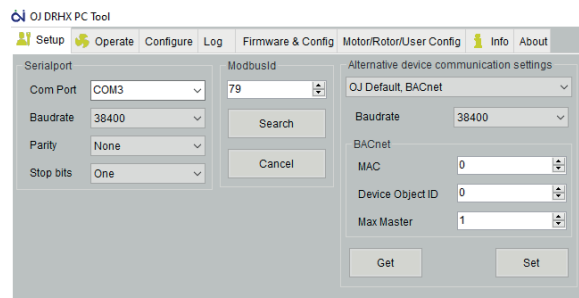 OJ DRHX PC Tool
Setup Operate Configure Log Firmware & Config Motor/Rotor/User Config Info About
Serialport
Com Port COM3
Baudrate 38400
Parity None
Stop bits One
ModbusId
79
Search
Cancel
Alternative device communication settings
OJ Default, BACnet
Baudrate 38400
BACnet
MAC 0
Device Object ID 0
Max Master 1
Get Set